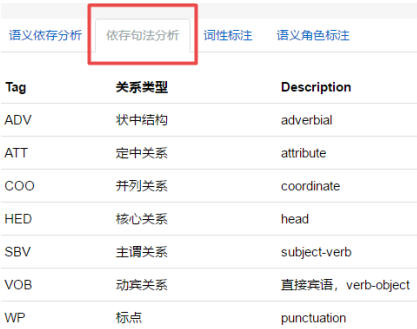 语义依存分析 依存句法分析 词性标注 语义角色标注
Tag 关系类型 Description
ADV 状中结构 adverbial
ATT 定中关系 attribute
COO 并列关系 coordinate
HED 核心关系 head
SBV 主谓关系 subject-verb
VOB 动宾关系 直接宾语，verb-object
WP 标点 punctuation